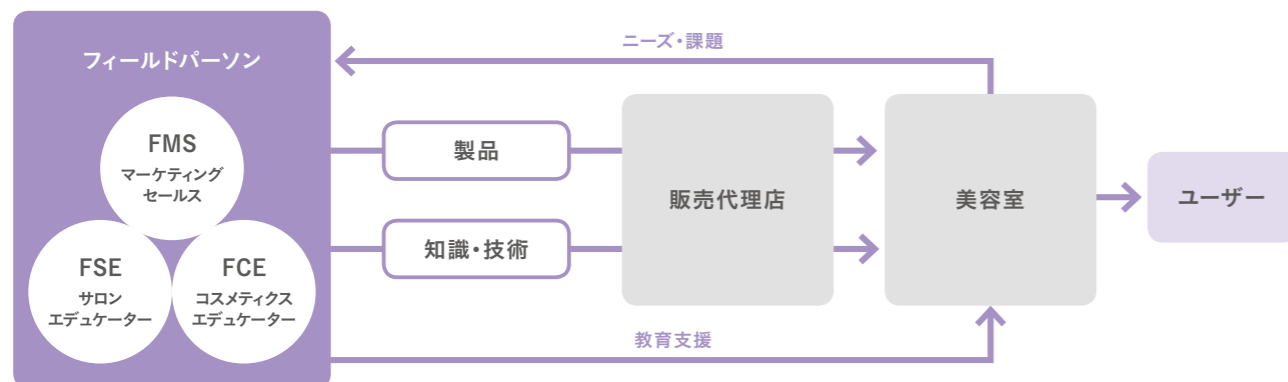 フィールドパーソン
FMS
マーケティング
セールス
FSE
サロン
エデュケーター
FCE
コスメティクス
エデュケーター
ニーズ・課題
製品
知識・技術
教育支援
販売代理店
美容室
ユーザー